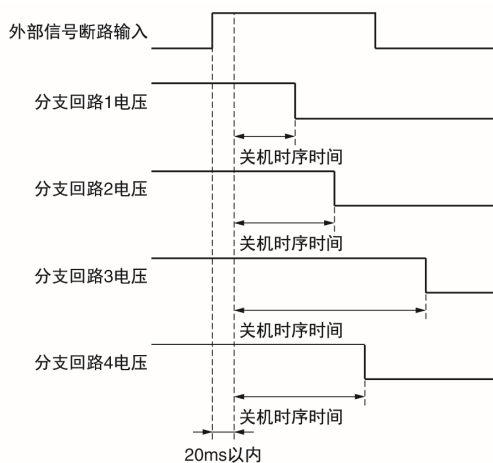 外部信号断路输入
分支回路1电压
关机时序时间
分支回路2电压
关机时序时间
分支回路3电压
关机时序时间
分支回路4电压
关机时序时间
20ms以内